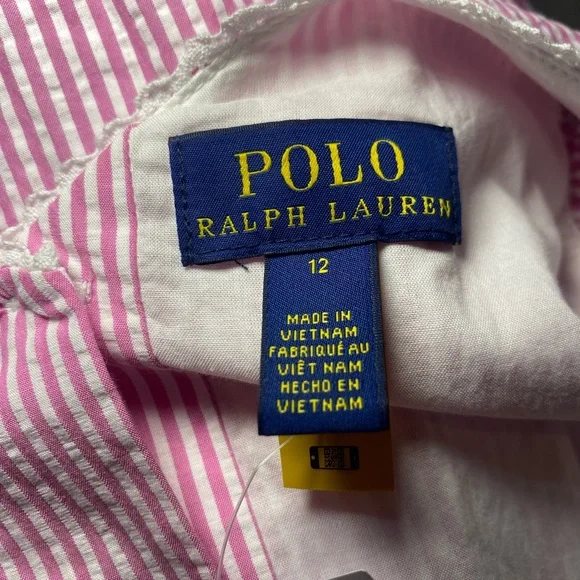 POLO
RALPH LAUREN
12
MADE IN
VIETNAM
FABRIQUÉ AU
VIÊT NAM
HECHO EN
VIETNAM